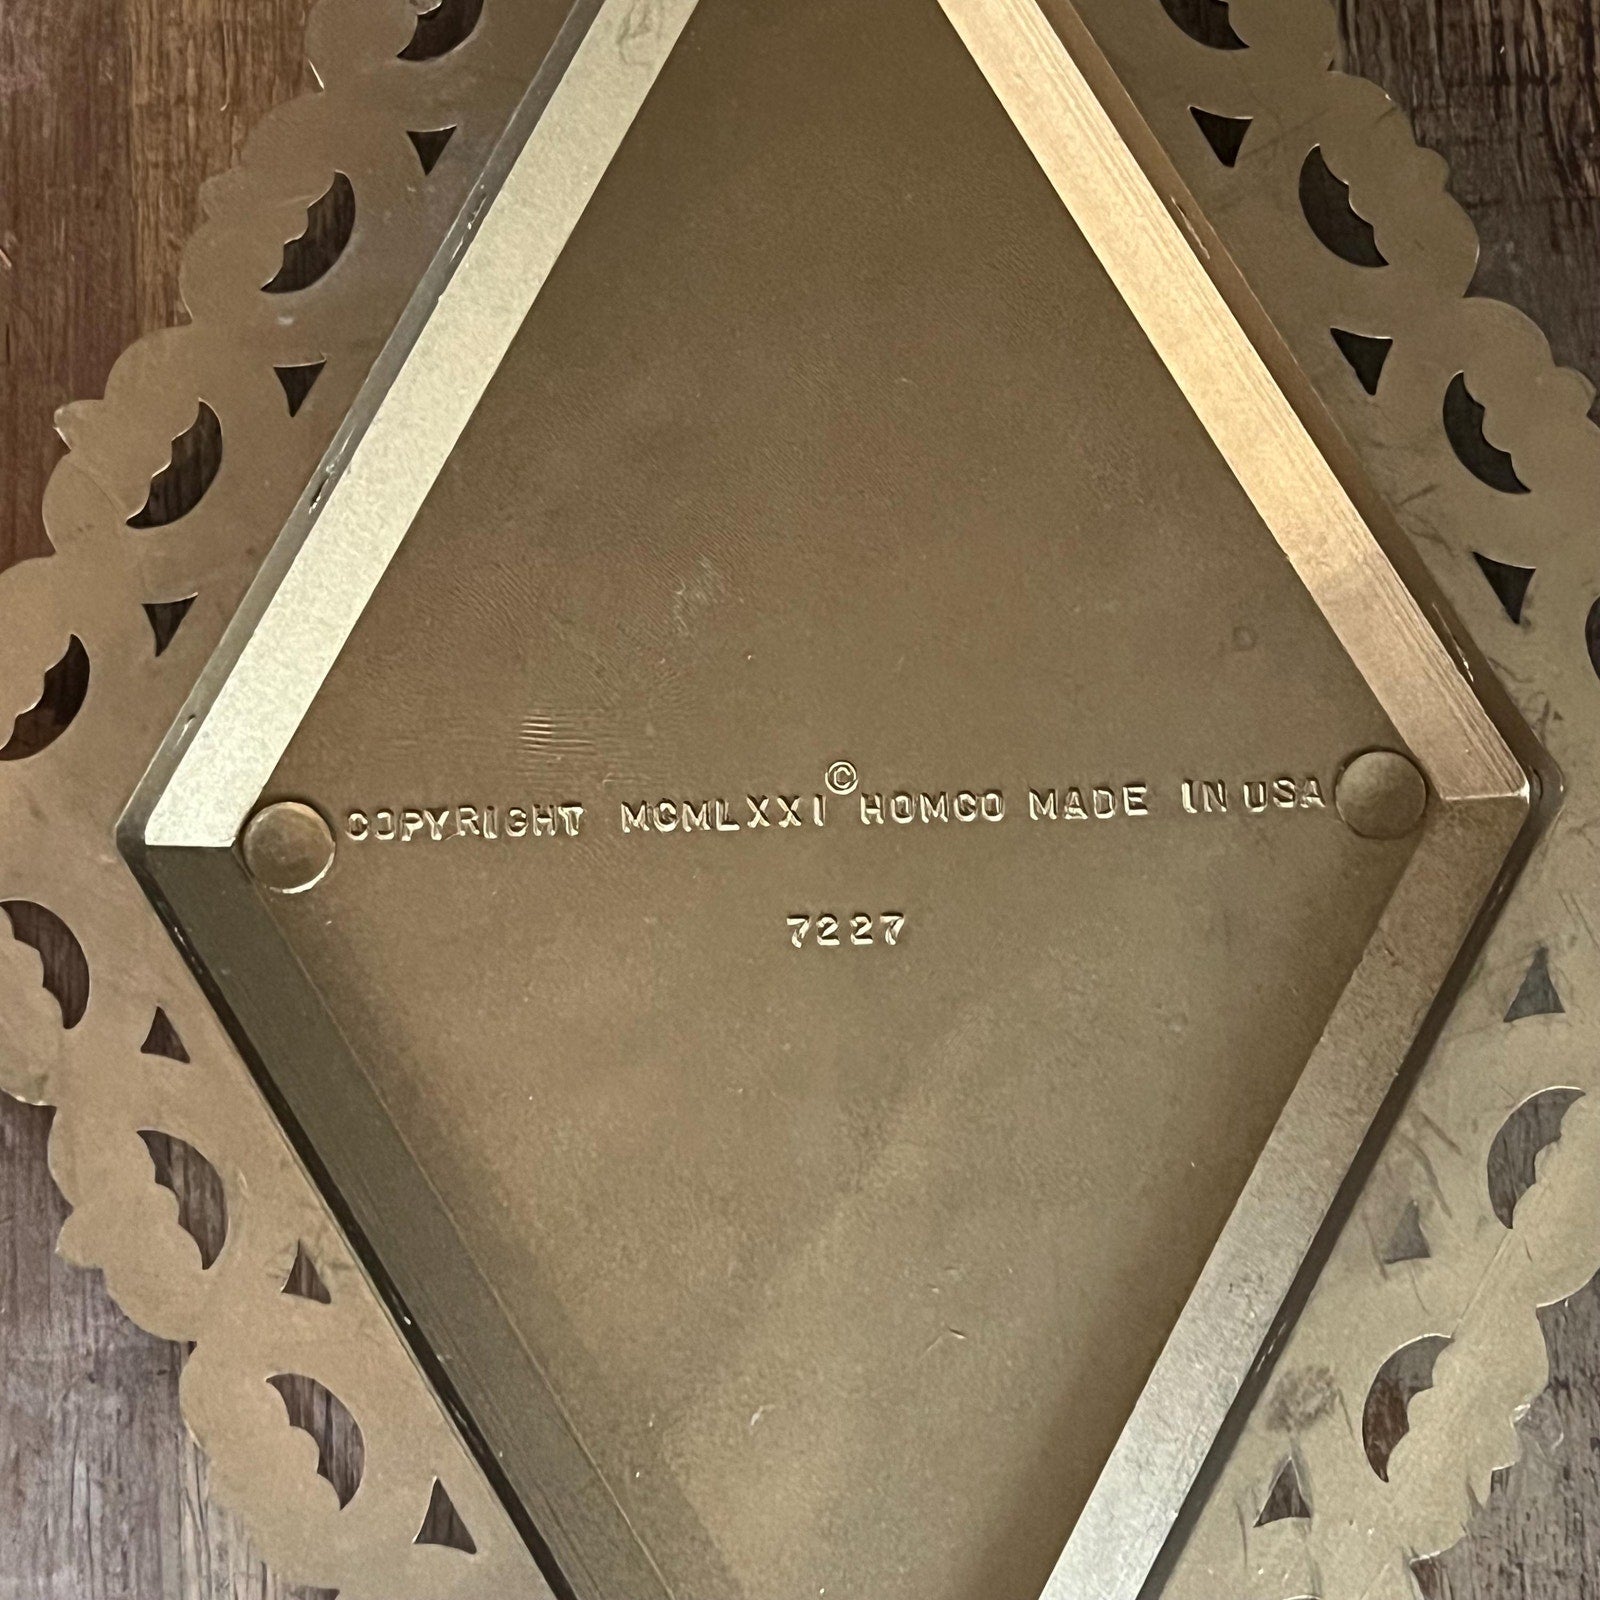 COPYRIGHT MCMLXXI © HOMCO MADE IN USA
7227